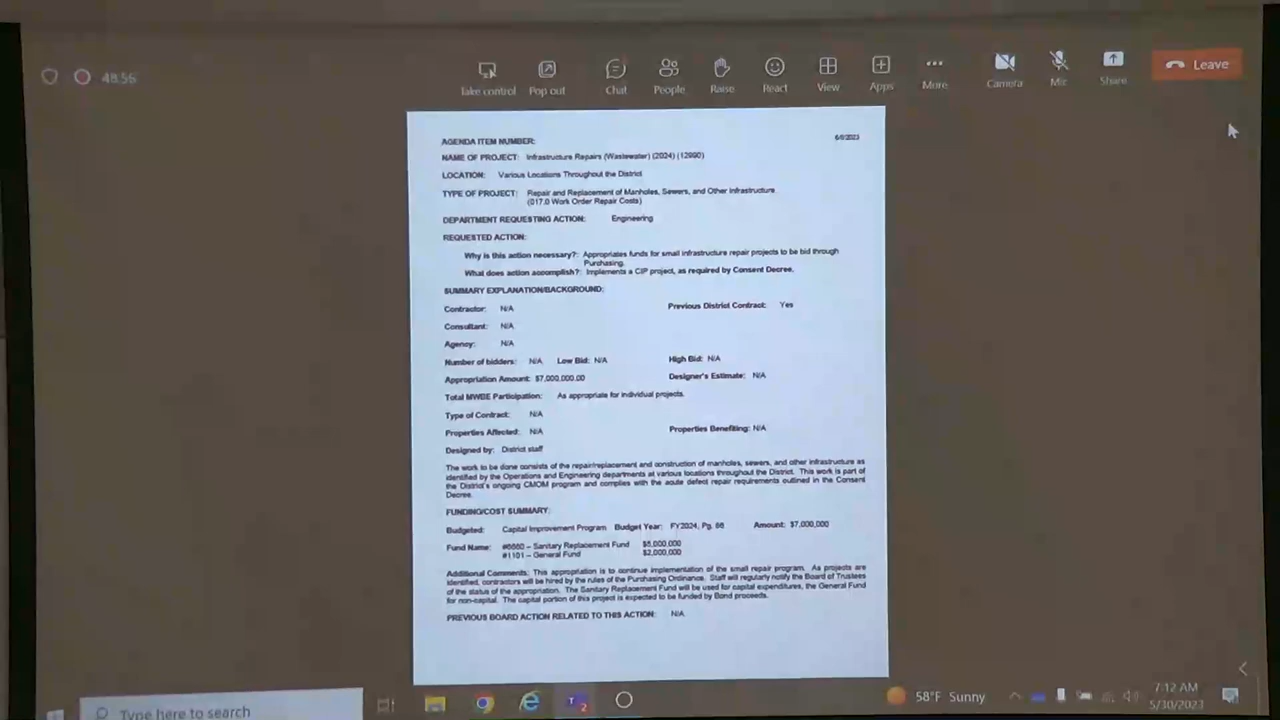 48:56
Take control
Pop out
Chat
People
Raise
React
View
Apps
More
Camera
Mic
Share
Leave
AGENDA ITEM NUMBER:
6/8/2023
NAME OF PROJECT: Infrastructure Repairs (Wastewater) (2024) (12990)
LOCATION: Various Locations Throughout the District
TYPE OF PROJECT: Repair and Replacement of Manholes, Sewers, and Other Infrastructure
(017.0 Work Order Repair Costs)
DEPARTMENT REQUESTING ACTION: Engineering
REQUESTED ACTION:
Why is this action necessary?: Appropriates funds for small infrastructure repair projects to be bid through
Purchasing.
What does action accomplish?: Implements a CIP project, as required by Consent Decree.
SUMMARY EXPLANATION/BACKGROUND:
Contractor: N/A Previous District Contract: Yes
Consultant: N/A
Agency: N/A
Number of bidders: N/A Low Bid: N/A High Bid: N/A
Appropriation Amount: $7,000,000.00 Designer's Estimate: N/A
Total MWBE Participation: As appropriate for individual projects.
Type of Contract: N/A
Properties Affected: N/A Properties Benefiting: N/A
Designed by: District staff
The work to be done consists of the repair/replacement and construction of manholes, sewers, and other infrastructure as
identified by the Operations and Engineering departments at various locations throughout the District. This work is part of
the District's ongoing CMOM program and complies with the acute defect repair requirements outlined in the Consent
Decree.
FUNDING/COST SUMMARY:
Budgeted: Capital Improvement Program Budget Year: FY2024, Pg. Amount: $7,000,000
Fund Name: – Sanitary Replacement Fund $5,000,000
#1101 – General Fund $2,000,000
Additional Comments: This appropriation is to continue implementation of the small repair program. As projects are
identified, contractors will be hired by the rules of the Purchasing Ordinance. Staff will regularly notify the Board of Trustees
of the status of the appropriation. The Sanitary Replacement Fund will be used for capital expenditures, the General Fund
for non-capital. The capital portion of this project is expected to be funded by Bond proceeds.
PREVIOUS BOARD ACTION RELATED TO THIS ACTION: N/A
Type here to search
2
58°F Sunny
7:12 AM
5/30/2023